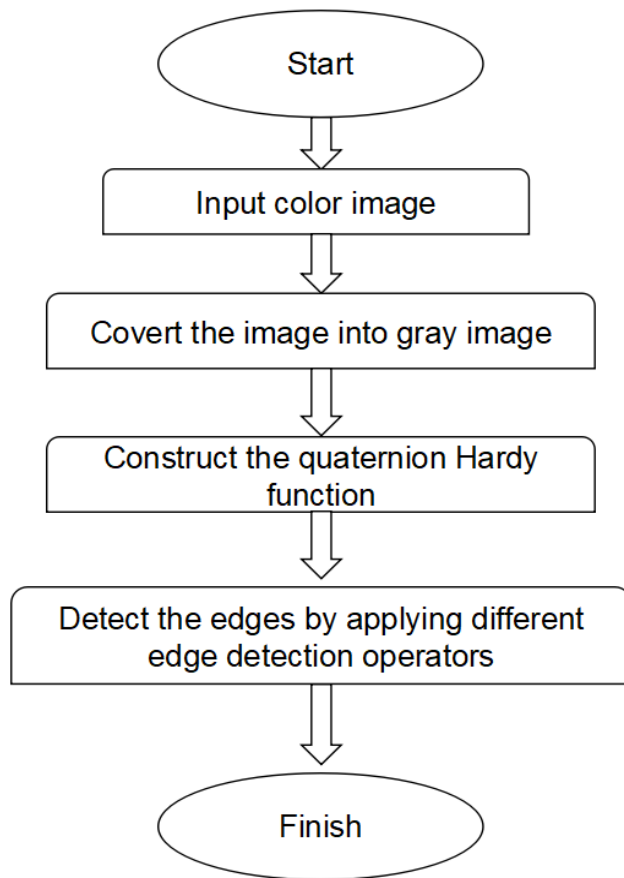 Start
Input color image
Covert the image into gray image
Construct the quaternion Hardy
function
Detect the edges by applying different
edge detection operators
Finish